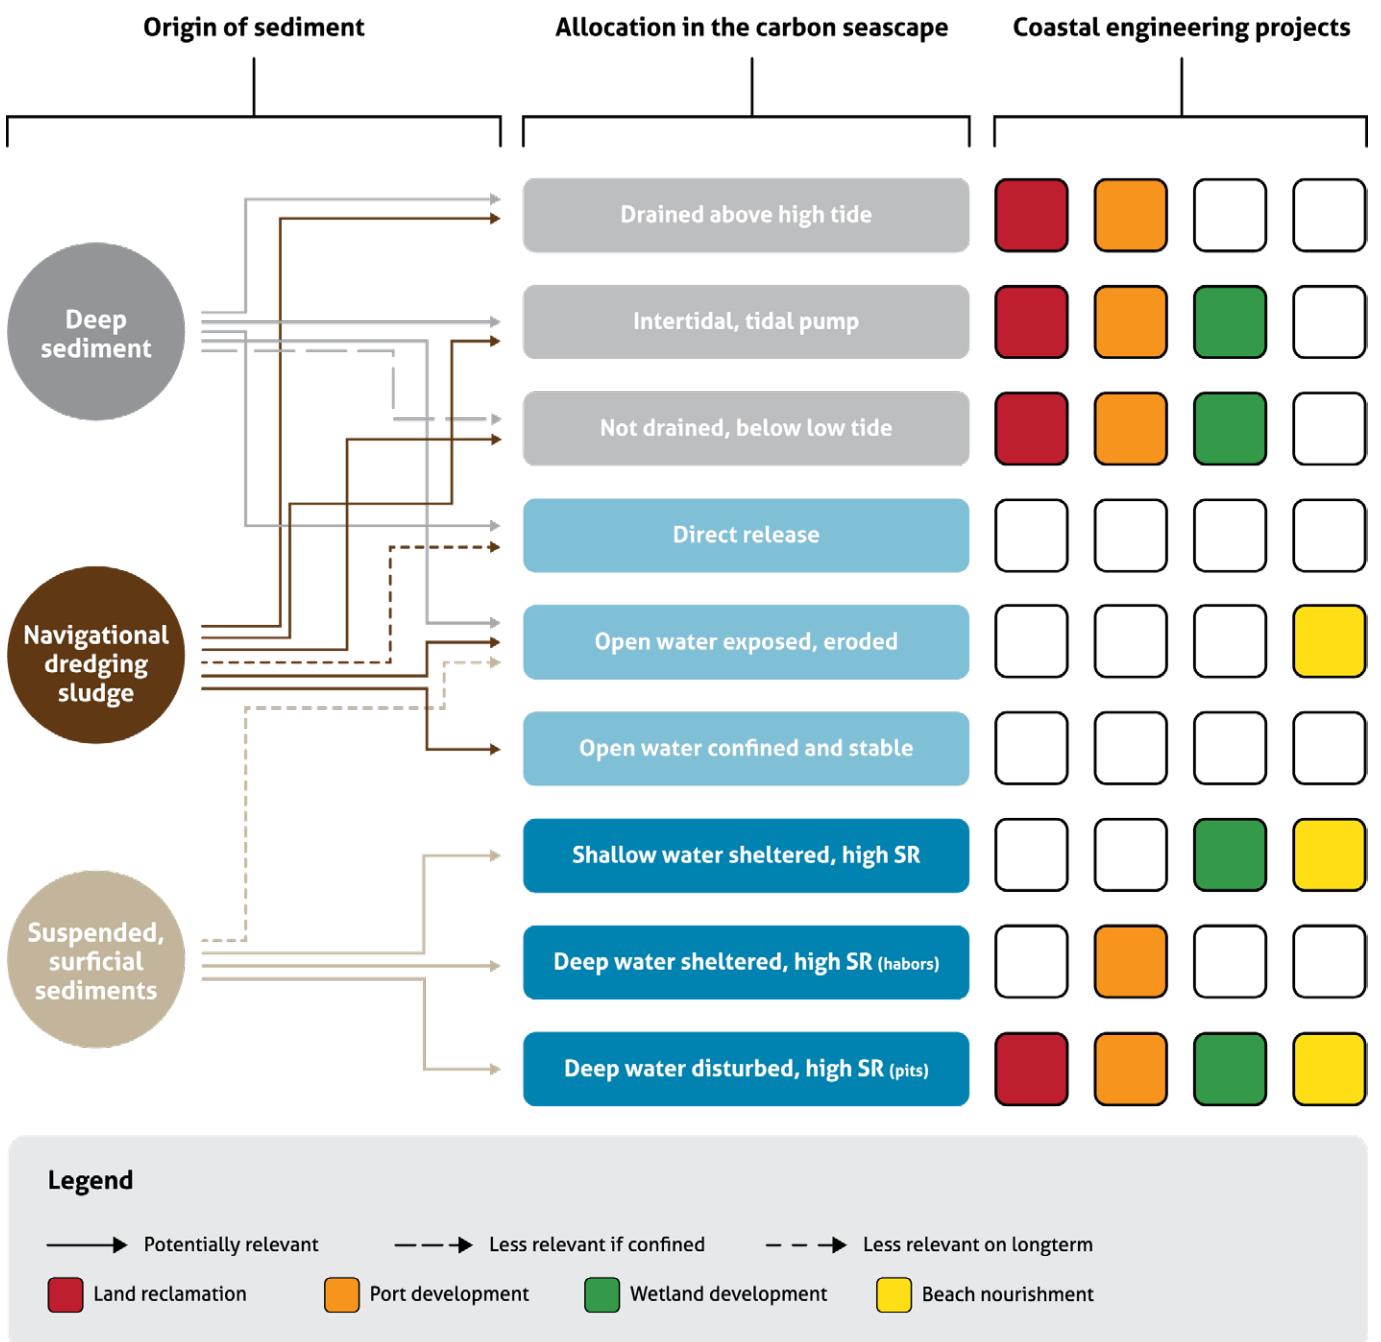 Origin of sediment
Allocation in the carbon seascape
Coastal engineering projects
Deep
sediment
Navigational
dredging
sludge
Suspended,
surficial
sediments
Drained above high tide
Intertidal, tidal pump
Not drained, below low tide
Direct release
Open water exposed, eroded
Open water confined and stable
Shallow water sheltered, high SR
Deep water sheltered, high SR (habors)
Deep water disturbed, high SR (pits)
Legend
Potentially relevant
Less relevant if confined
Less relevant on longterm
Land reclamation
Port development
Wetland development
Beach nourishment